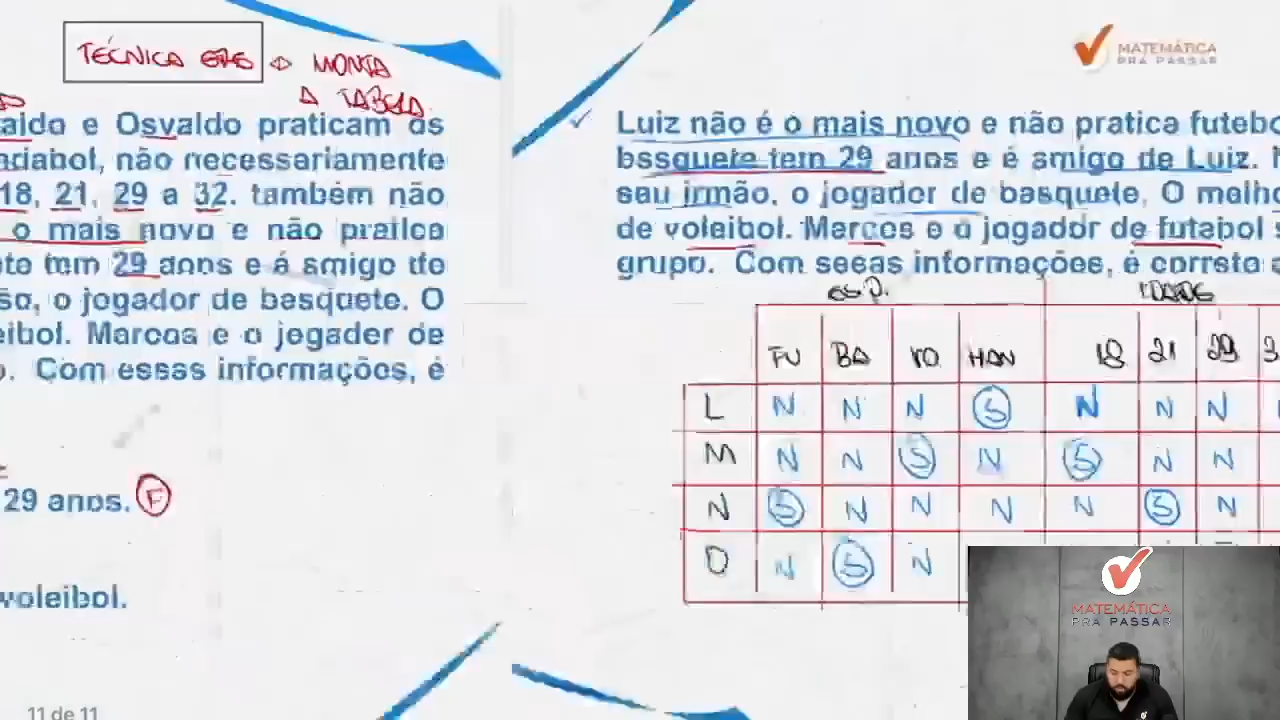 TÉCNICA
MONTA
A TABELA
aldo e Osvaldo praticam os
ndabol, não necessariamente
18, 21, 29 a 32. também não
o mais novo e não pratica
te tem 29 anos e é amigo de
so, o jogador de basquete. O
eibol. Marcos e o jogador de
o. Com essas informações, é
29 anos. F
voleibol.
11 de 11
MATEMÁTICA
PRA PASSAR
Luiz não é o mais novo e não pratica futebo
basquete tem 29 anos e é amigo de Luiz.
seu irmão, o jogador de basquete. O melho
de voleibol. Marcos e o jogador de futebol s
grupo. Com essas informações, é correto
esp. IDADE
FU BA VO HAN 18 21 29 3
L N N N S N N N
M N N S N S N N
N S N N N N S N
O N S N
MATEMÁTICA
PRA PASSAR